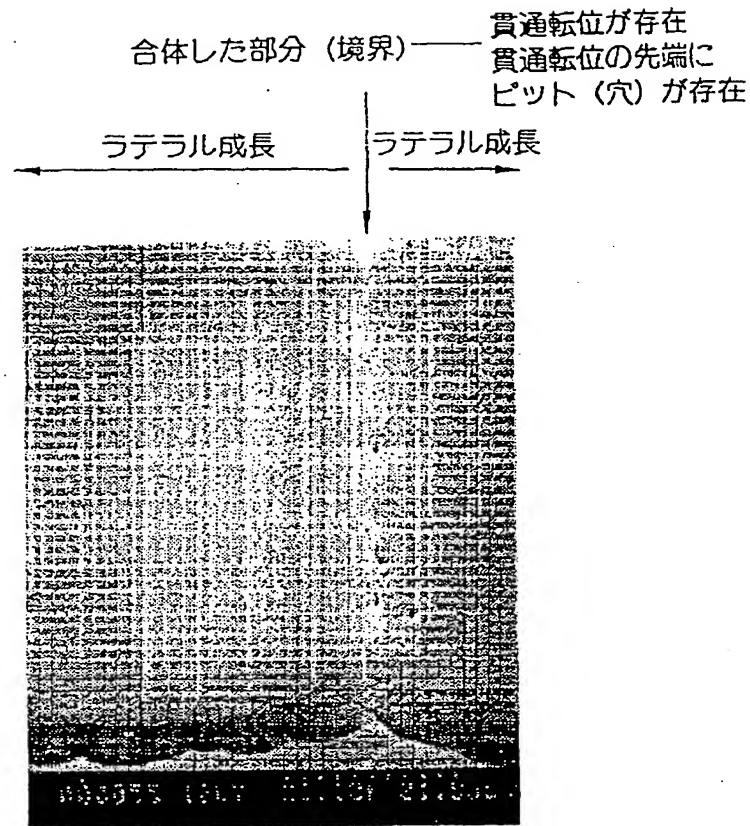 合体した部分（境界）
貫通転位が存在
貫通転位の先端に
ピット（穴）が存在
ラテラル成長
ラテラル成長